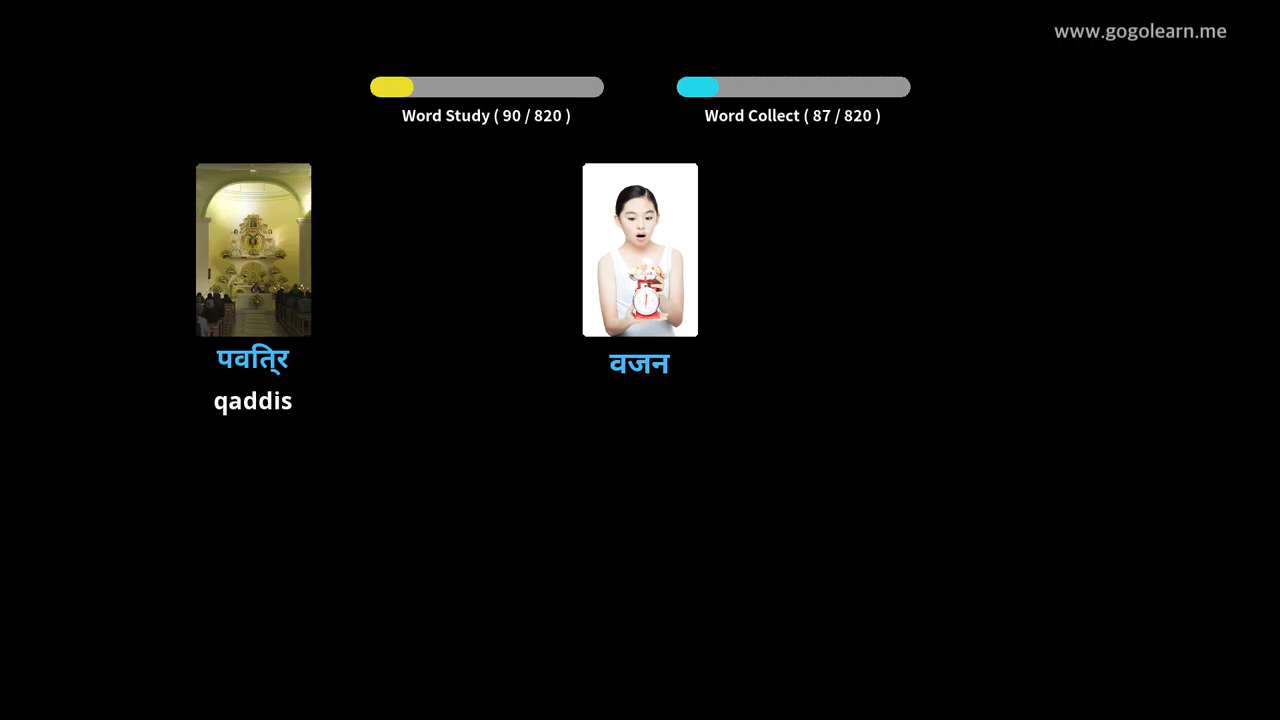 www.gogolearn.me
Word Study ( 90 / 820 )
Word Collect ( 87 / 820 )
पवित्र
qaddis
वजन